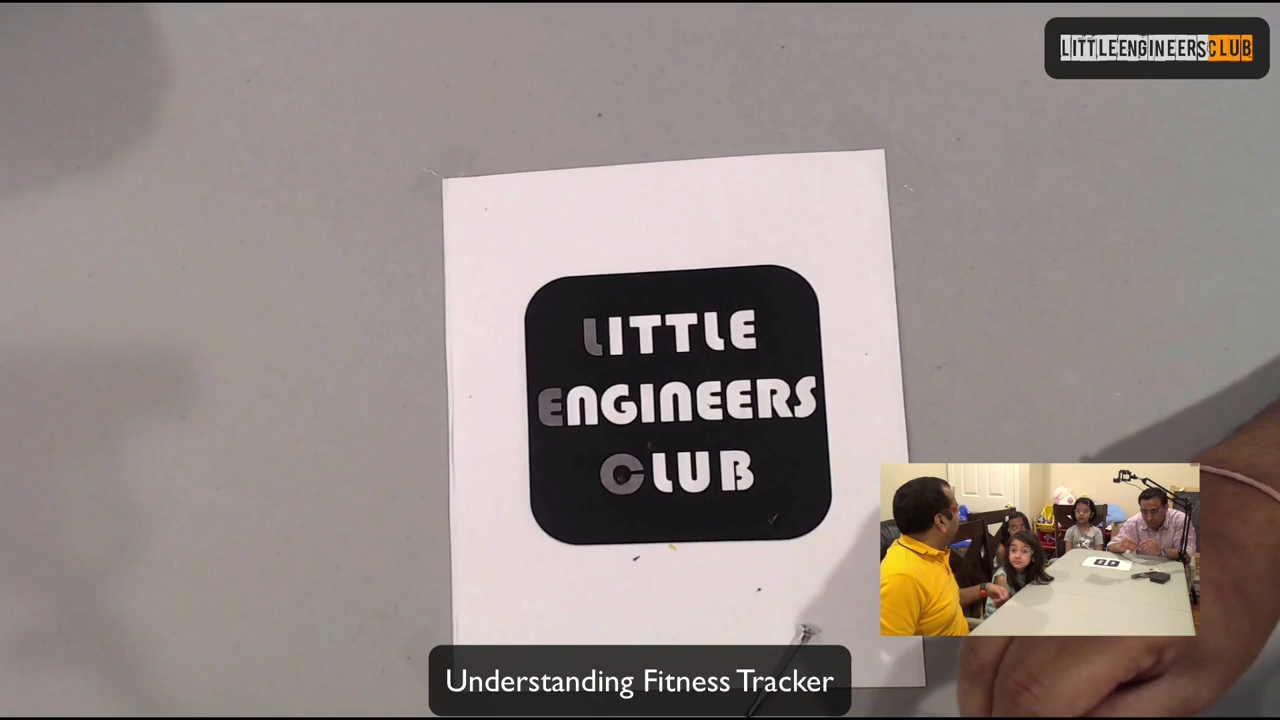 LITTLEENGINEERSCLUB
LITTLE
ENGINEERS
CLUB
Understanding Fitness Tracker